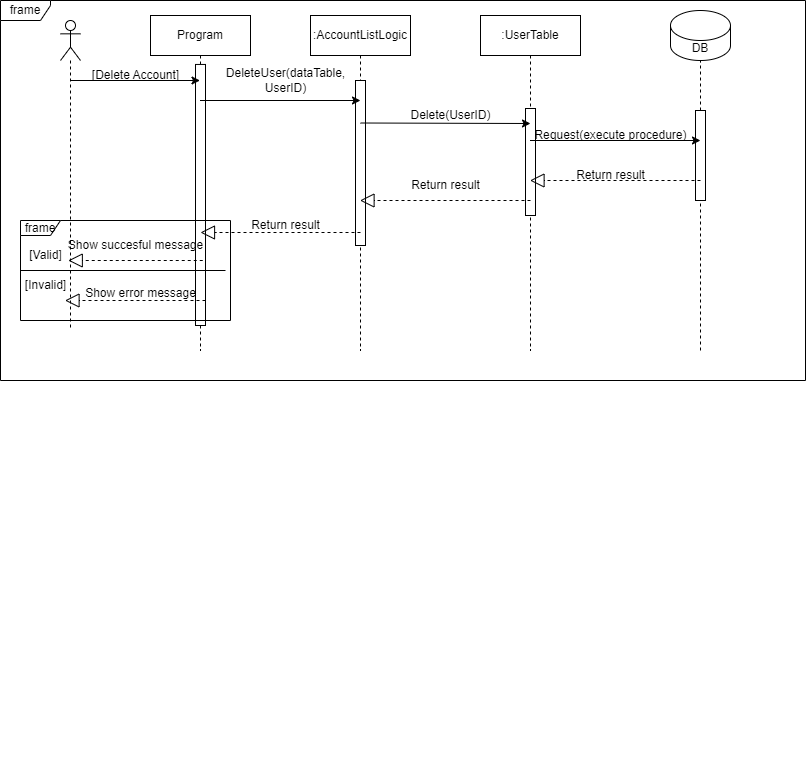 frame
Program
:AccountListLogic
:UserTable
DB
[Delete Account]
DeleteUser(dataTable,
UserID)
Delete(UserID)
Request(execute procedure)
Return result
Return result
Return result
frame
Show succesful message
[Valid]
[Invalid]
Show error message